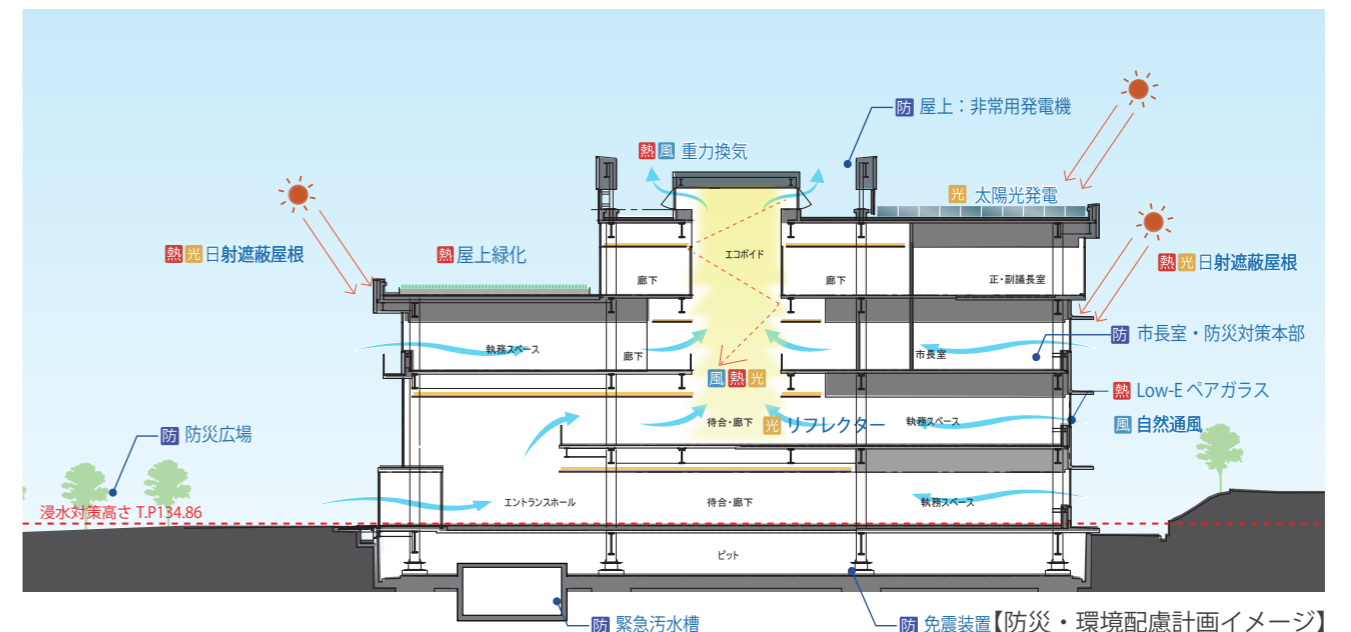 防 屋上：非常用発電機
熱 風 重力換気
光 太陽光発電
熱 光 日射遮蔽屋根
熱 屋上緑化
エコボイド
廊下
廊下
正・副議長室
熱 光 日射遮蔽屋根
執務スペース
廊下
市長室
防 市長室・防災対策本部
風 熱 光
熱 Low-E ペアガラス
待合・廊下
光 リフレクター
執務スペース
風 自然通風
防 防災広場
浸水対策高さ T.P134.86
エントランスホール
待合・廊下
執務スペース
ピット
防 緊急汚水槽
防 免震装置
【防災・環境配慮計画イメージ】